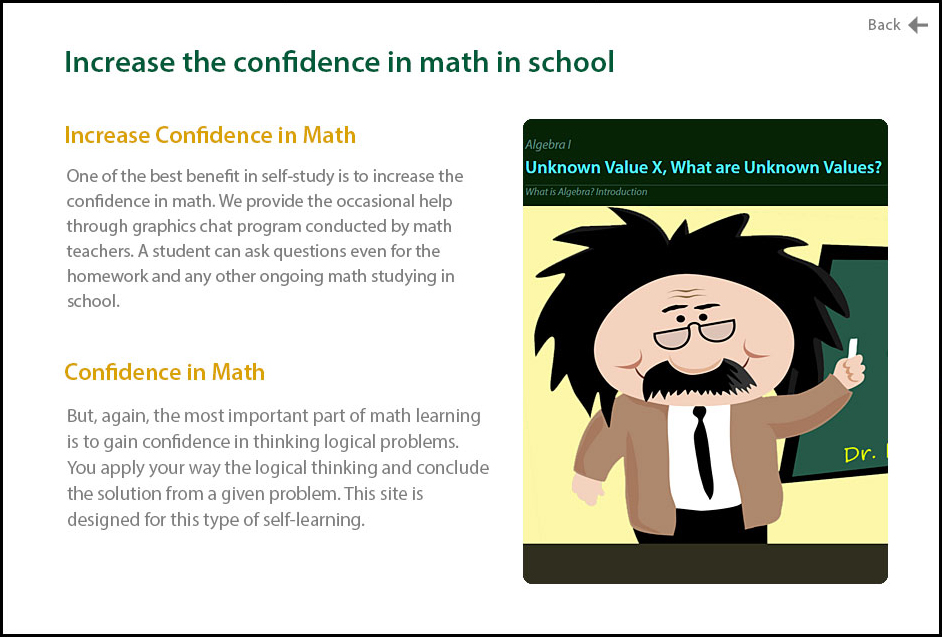 Back
Increase the confidence in math in school
Increase Confidence in Math
One of the best benefit in self-study is to increase the
confidence in math. We provide the occasional help
through graphics chat program conducted by math
teachers. A student can ask questions even for the
homework and any other ongoing math studying in
school.
Confidence in Math
But, again, the most important part of math learning
is to gain confidence in thinking logical problems.
You apply your way the logical thinking and conclude
the solution from a given problem. This site is
designed for this type of self-learning.
Algebra I
Unknown Value X, What are Unknown Values?
What is Algebra? Introduction
Dr.